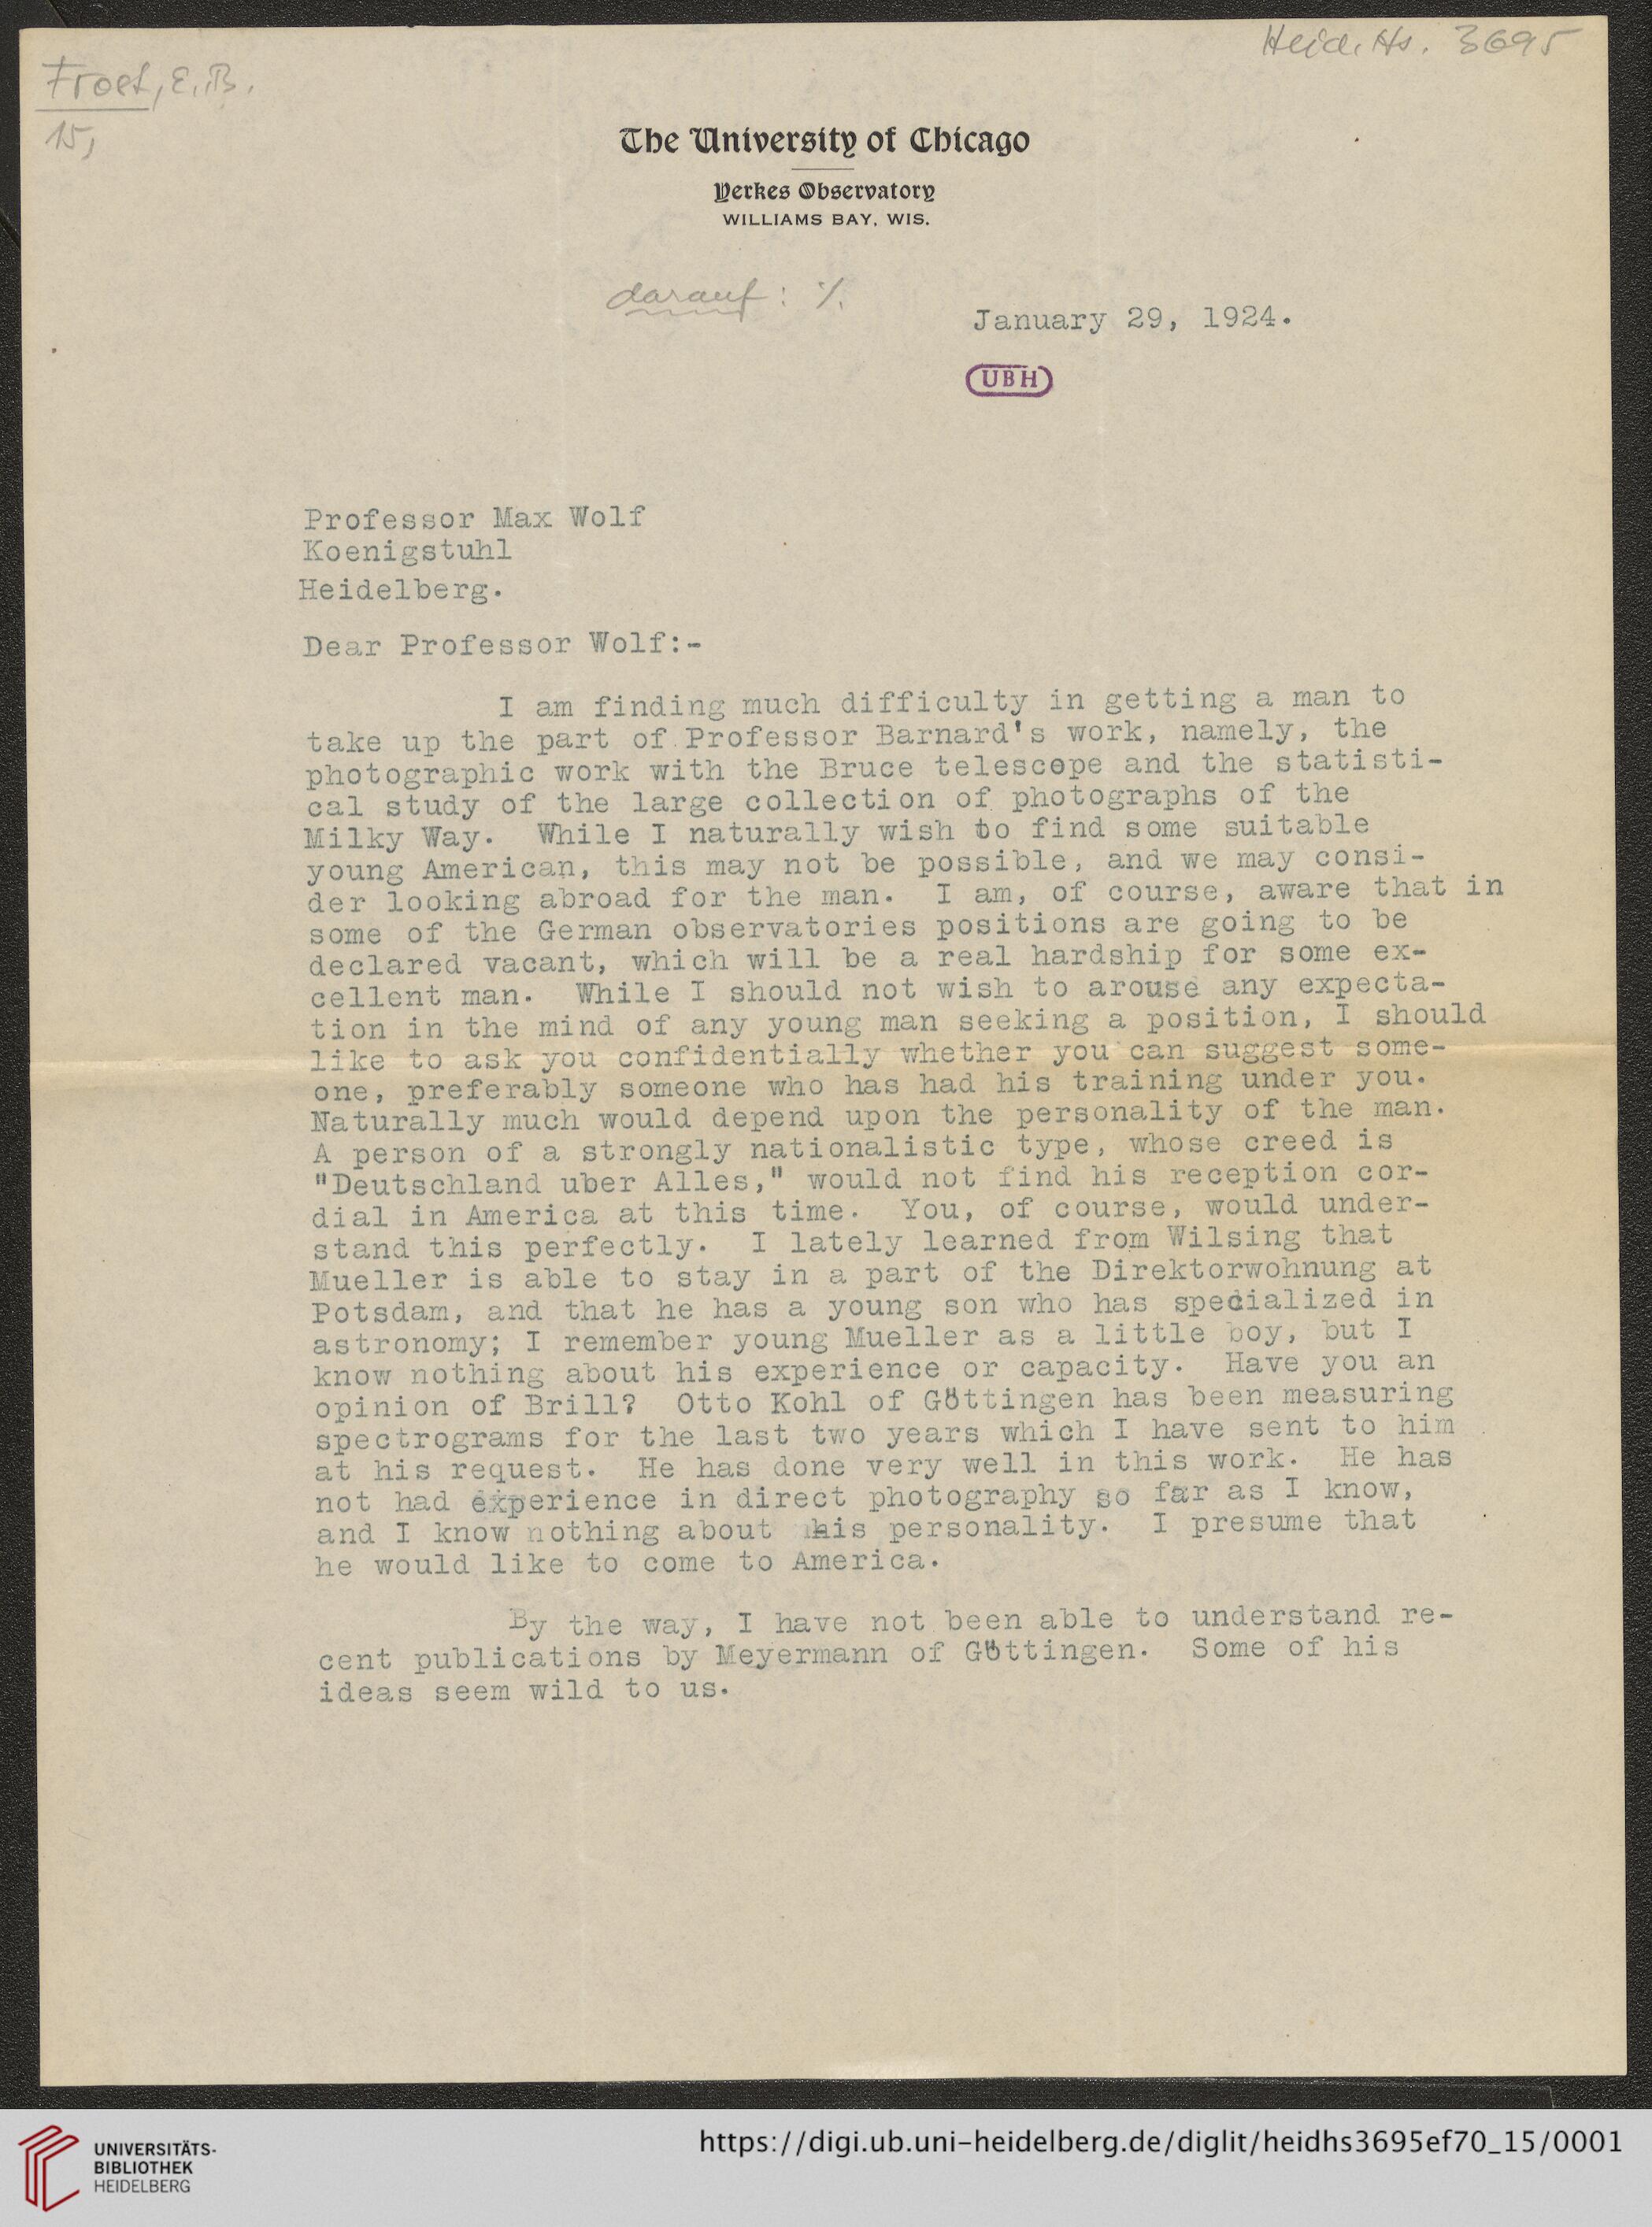 Heid. Hs. 3695
Frost, E. B.
15,
The University of Chicago
Yerkes Observatory
WILLIAMS BAY, WIS.
darauf: ·/.
January 29, 1924.
UBH
Professor Max Wolf
Koenigstuhl
Heidelberg.
Dear Professor Wolf:-
I am finding much difficulty in getting a man to
take up the part of Professor Barnard's work, namely, the
photographic work with the Bruce telescope and the statisti-
cal study of the large collection of photographs of the
Milky Way. While I naturally wish to find some suitable
young American, this may not be possible, and we may consi-
der looking abroad for the man. I am, of course, aware that in
some of the German observatories positions are going to be
declared vacant, which will be a real hardship for some ex-
cellent man. While I should not wish to arouse any expecta-
tion in the mind of any young man seeking a position, I should
like to ask you confidentially whether you can suggest some-
one, preferably someone who has had his training under you.
Naturally much would depend upon the personality of the man.
A person of a strongly nationalistic type, whose creed is
"Deutschland uber Alles," would not find his reception cor-
dial in America at this time. You, of course, would under-
stand this perfectly. I lately learned from Wilsing that
Mueller is able to stay in a part of the Direktorwohnung at
Potsdam, and that he has a young son who has specialized in
astronomy; I remember young Mueller as a little boy, but I
know nothing about his experience or capacity. Have you an
opinion of Brill? Otto Kohl of Göttingen has been measuring
spectrograms for the last two years which I have sent to him
at his request. He has done very well in this work. He has
not had experience in direct photography so far as I know,
and I know nothing about his personality. I presume that
he would like to come to America.
By the way, I have not been able to understand re-
cent publications by Meyermann of Göttingen. Some of his
ideas seem wild to us.
UNIVERSITÄTS-
BIBLIOTHEK
HEIDELBERG
https://digi.ub.uni-heidelberg.de/diglit/heidhs3695ef70_15/0001